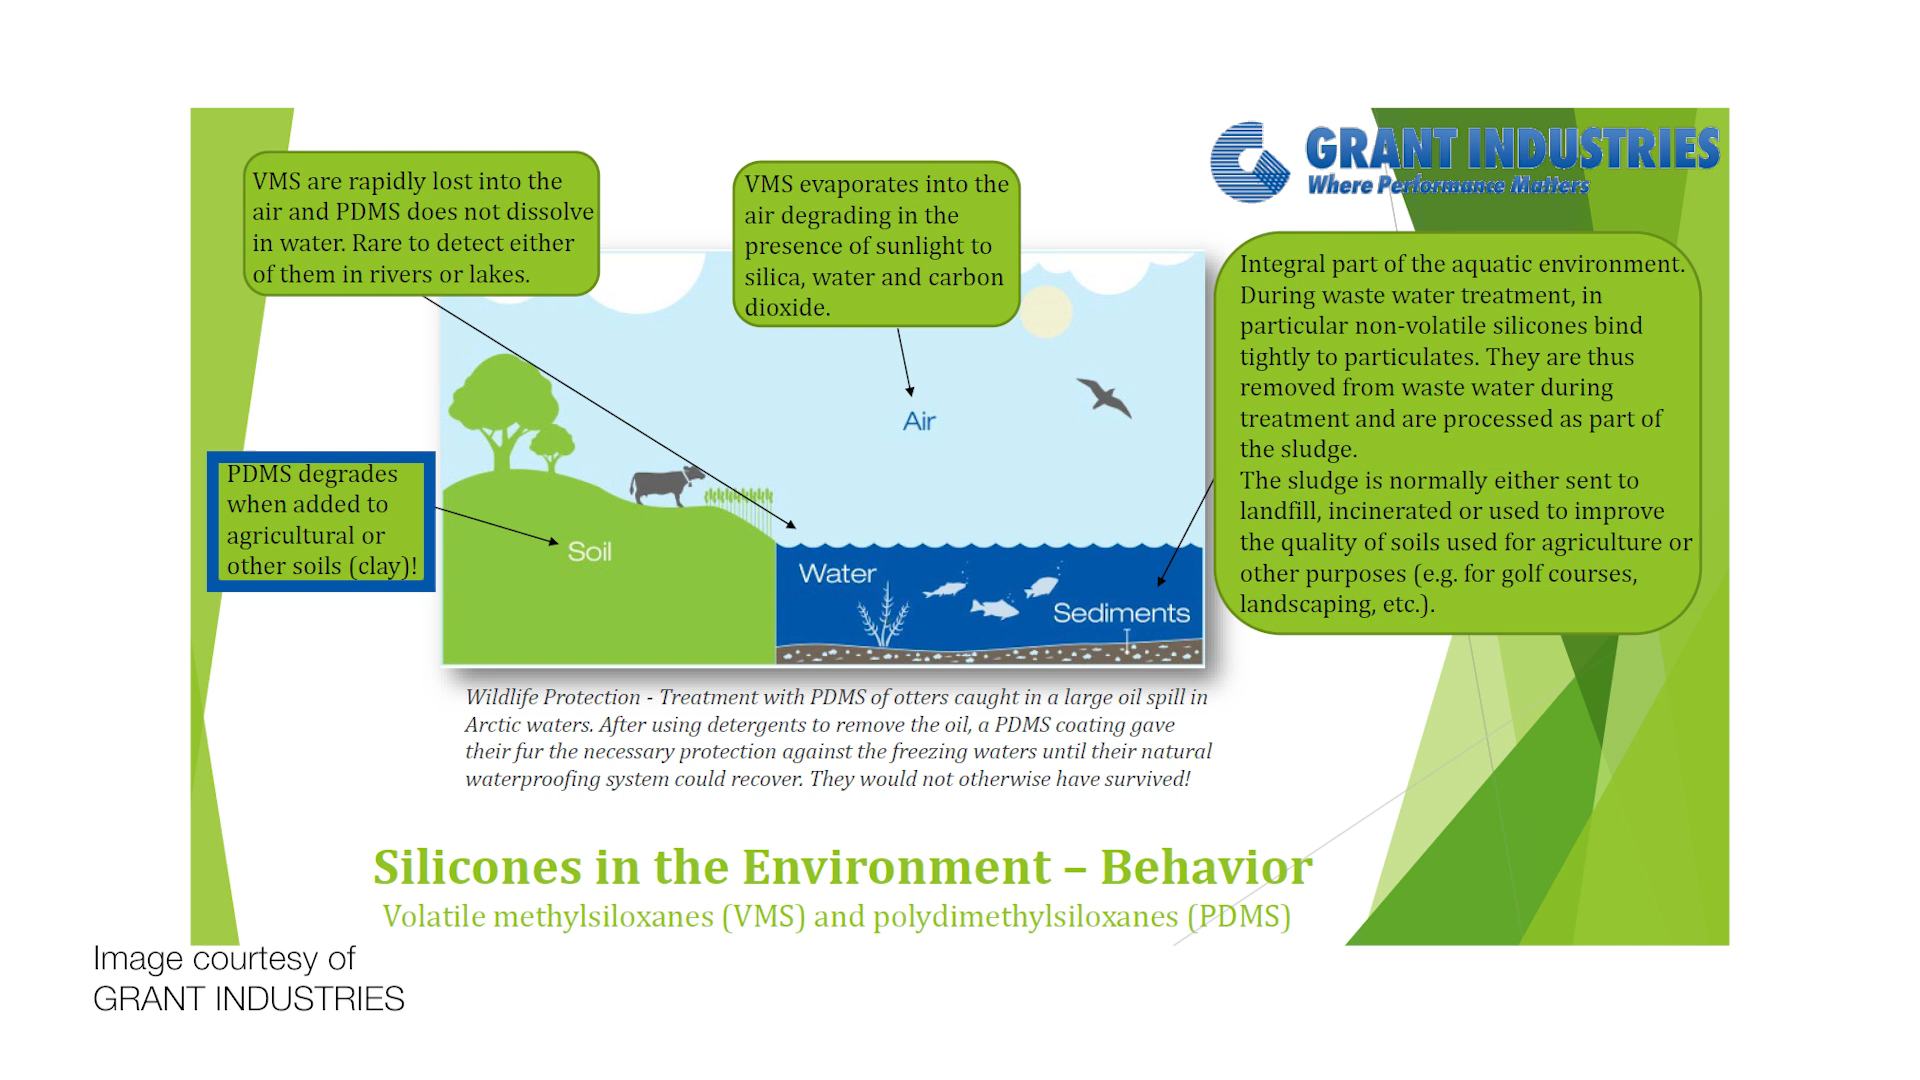 GRANT INDUSTRIES
Where Performance Matters
VMS are rapidly lost into the
air and PDMS does not dissolve
in water. Rare to detect either
of them in rivers or lakes.
VMS evaporates into the
air degrading in the
presence of sunlight to
silica, water and carbon
dioxide.
Integral part of the aquatic environment.
During waste water treatment, in
particular non-volatile silicones bind
tightly to particulates. They are thus
removed from waste water during
treatment and are processed as part of
the sludge.
The sludge is normally either sent to
landfill, incinerated or used to improve
the quality of soils used for agriculture or
other purposes (e.g. for golf courses,
landscaping, etc.).
PDMS degrades
when added to
agricultural or
other soils (clay)!
Air
Soil
Water
Sediments
Wildlife Protection - Treatment with PDMS of otters caught in a large oil spill in
Arctic waters. After using detergents to remove the oil, a PDMS coating gave
their fur the necessary protection against the freezing waters until their natural
waterproofing system could recover. They would not otherwise have survived!
Silicones in the Environment – Behavior
Volatile methylsiloxanes (VMS) and polydimethylsiloxanes (PDMS)
Image courtesy of
GRANT INDUSTRIES